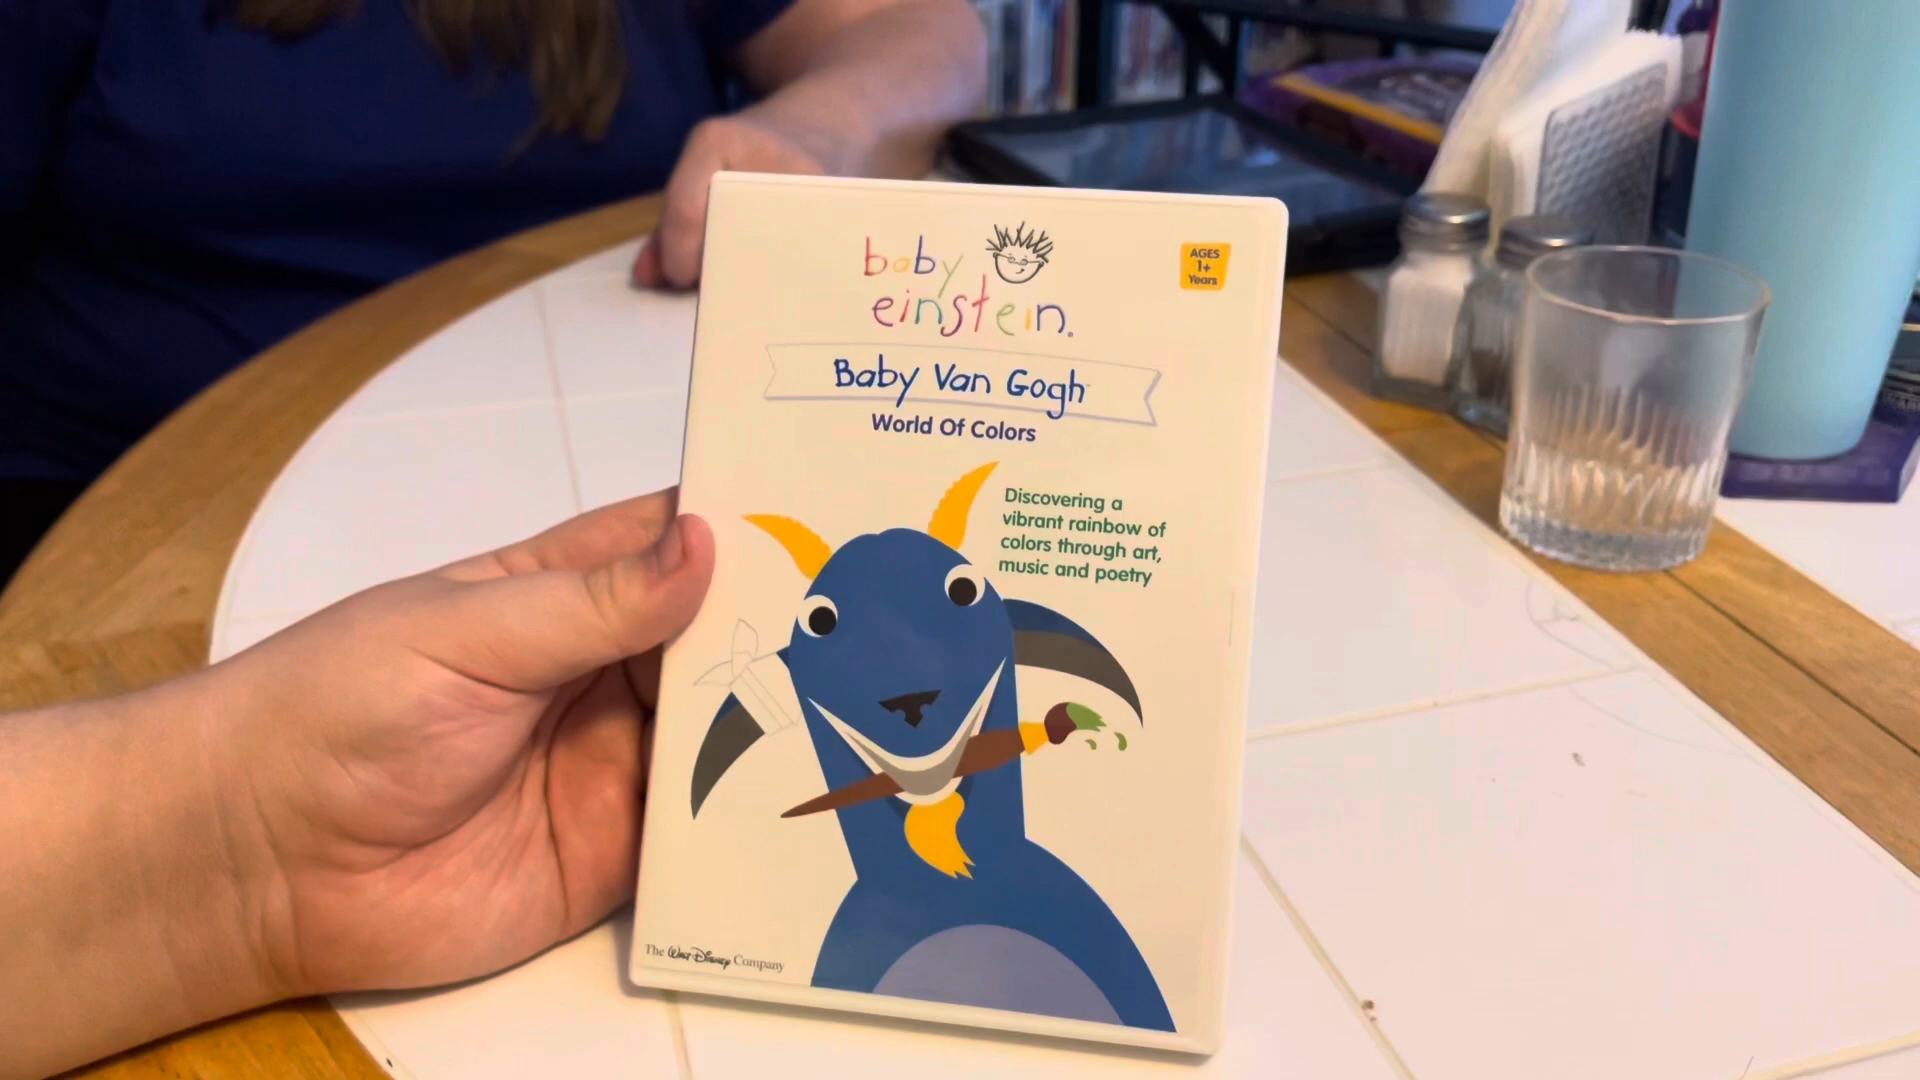 baby
einstein.
AGES
1+
Years
Baby Van Gogh
World Of Colors
Discovering a
vibrant rainbow of
colors through art,
music and poetry
The Walt Disney Company